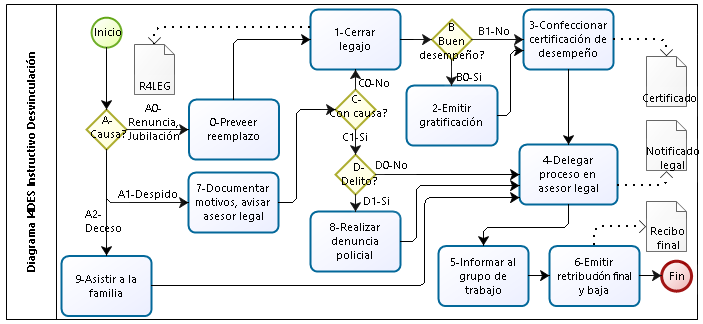 Diagrama I4DES Instructivo Desvinculación
Inicio
R4LEG
1-Cerrar
legajo
B
Buen
desempeño?
B1-No
B0-Si
3-Confeccionar
certificación de
desempeño
Certificado
A-
Causa?
A0-
Renuncia,
Jubilación
0-Preveer
reemplazo
C0-No
C-
Con causa?
C1-Si
2-Emitir
gratificación
Notificado
legal
A1-Despido
7-Documentar
motivos, avisar
asesor legal
D-
Delito?
D0-No
D1-Si
4-Delegar
proceso en
asesor legal
A2-
Deceso
8-Realizar
denuncia
policial
Recibo
final
9-Asistir a la
familia
5-Informar al
grupo de
trabajo
6-Emitir
retribución final
y baja
Fin